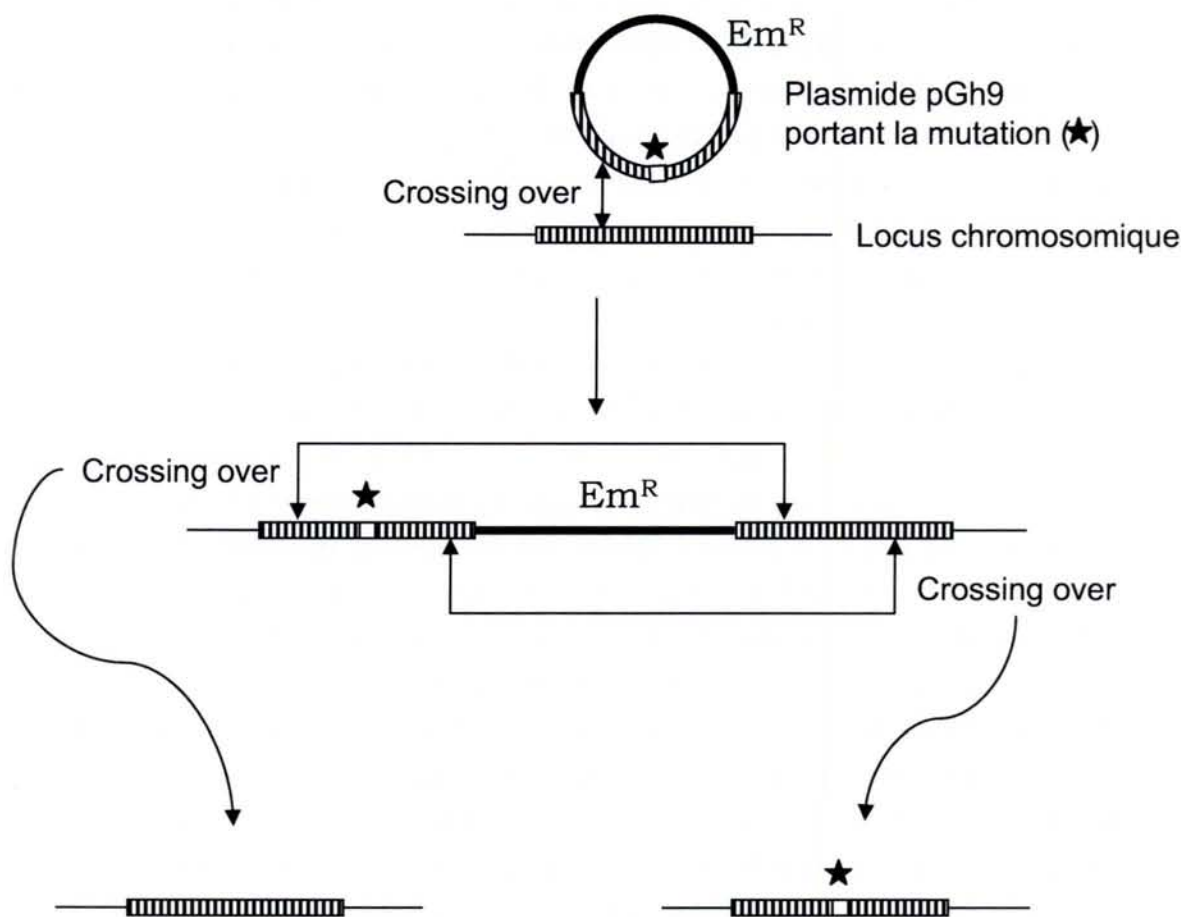 Em^R
Plasmide pGh9
portant la mutation (★)
Crossing over
Locus chromosomique
Crossing over
Em^R
Crossing over